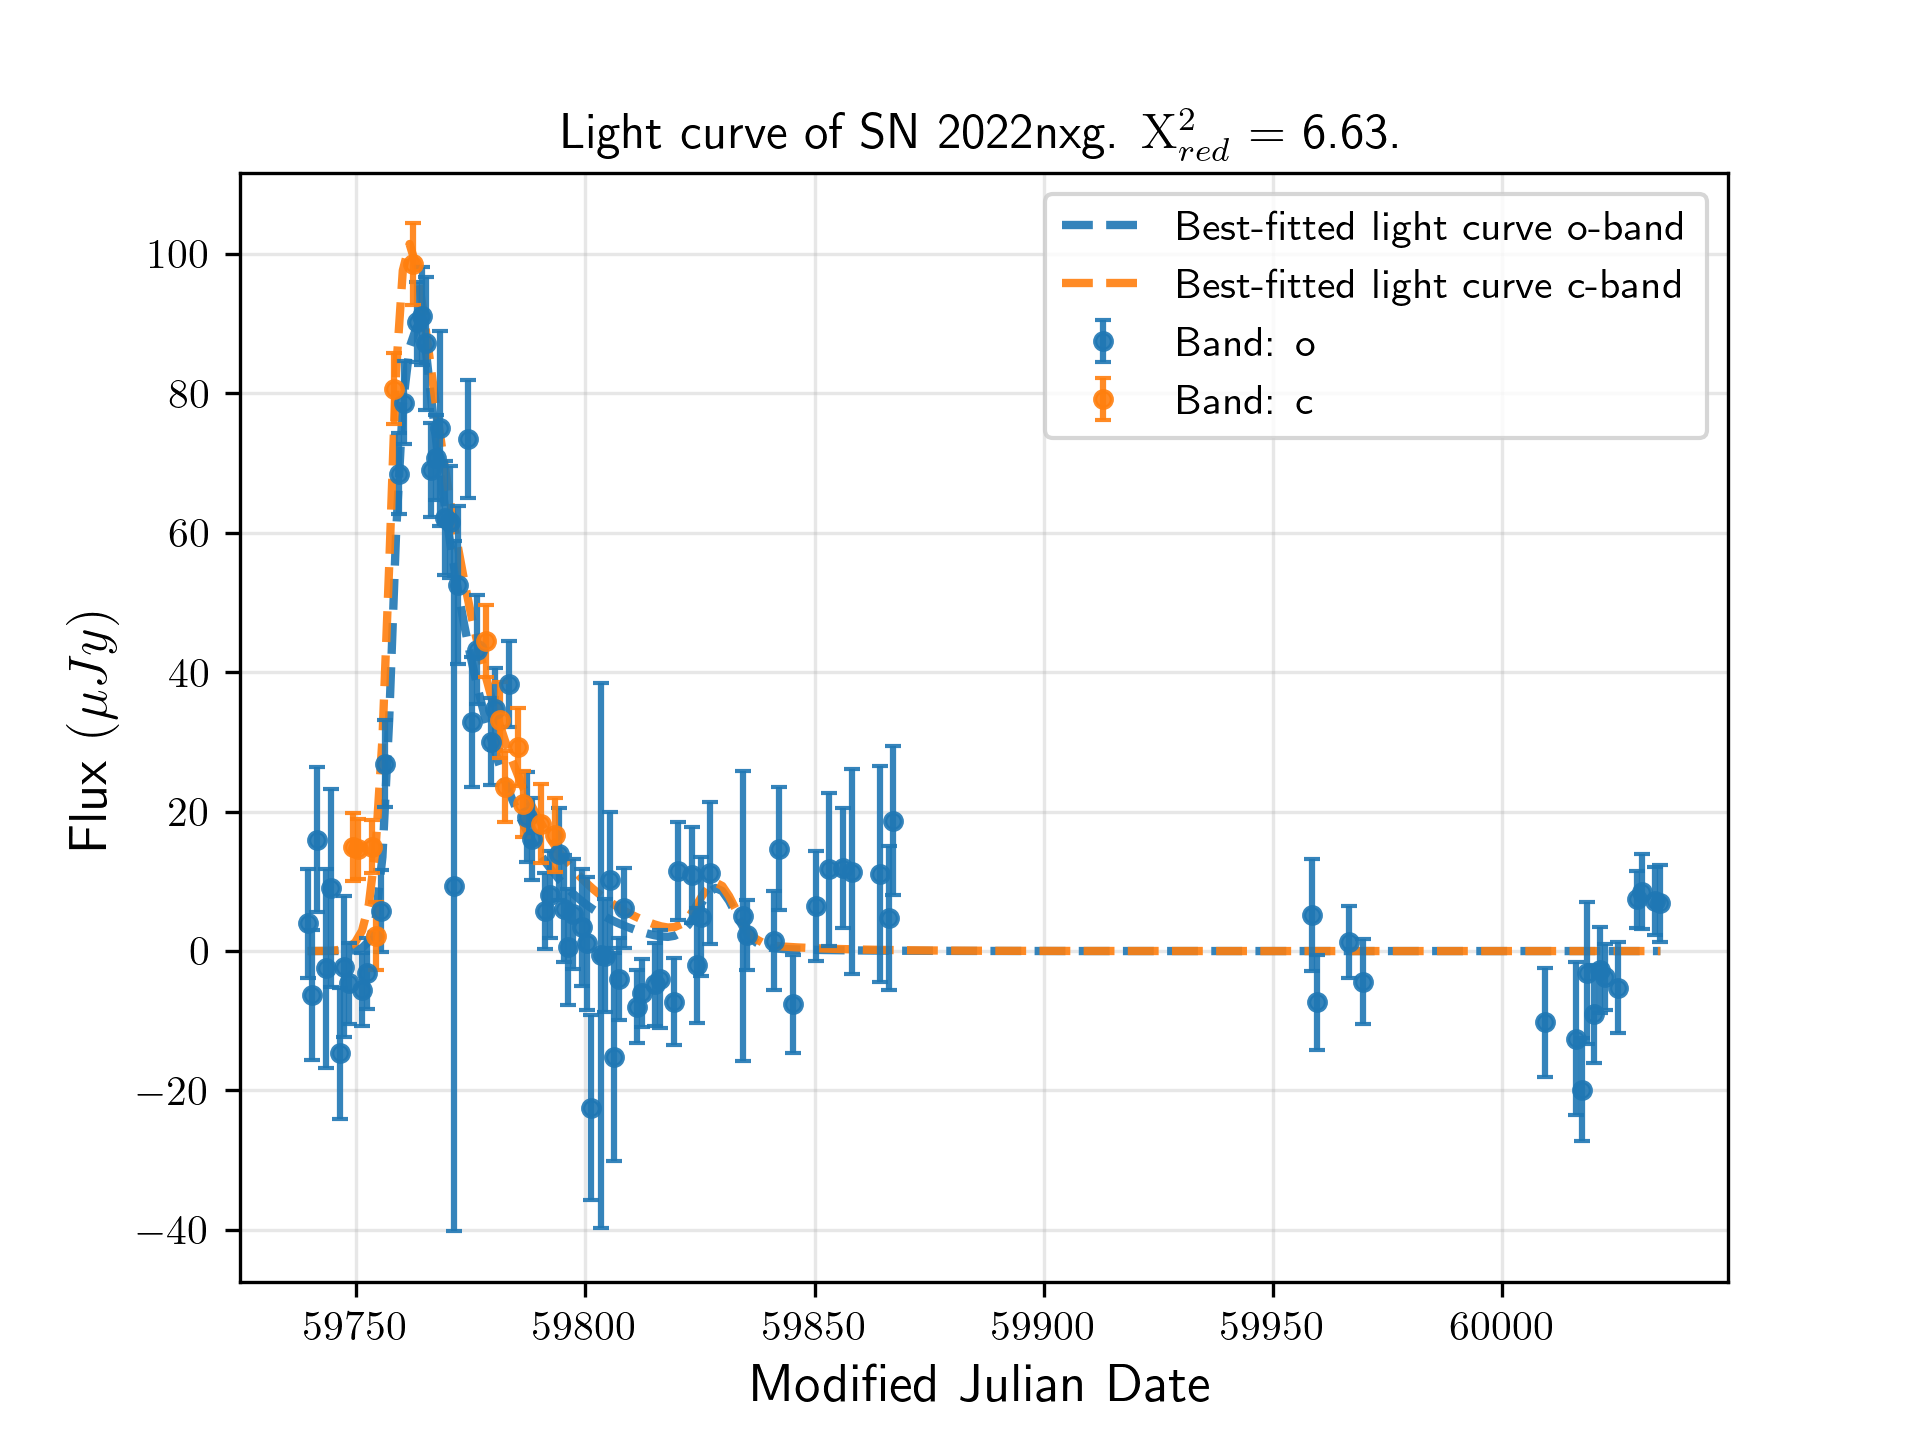 Light curve of SN 2022nxg. X²_red = 6.63.
Best-fitted light curve o-band
Best-fitted light curve c-band
Band: o
Band: c
100
80
60
40
20
0
−20
−40
Flux (μJy)
59750 59800 59850 59900 59950 60000
Modified Julian Date